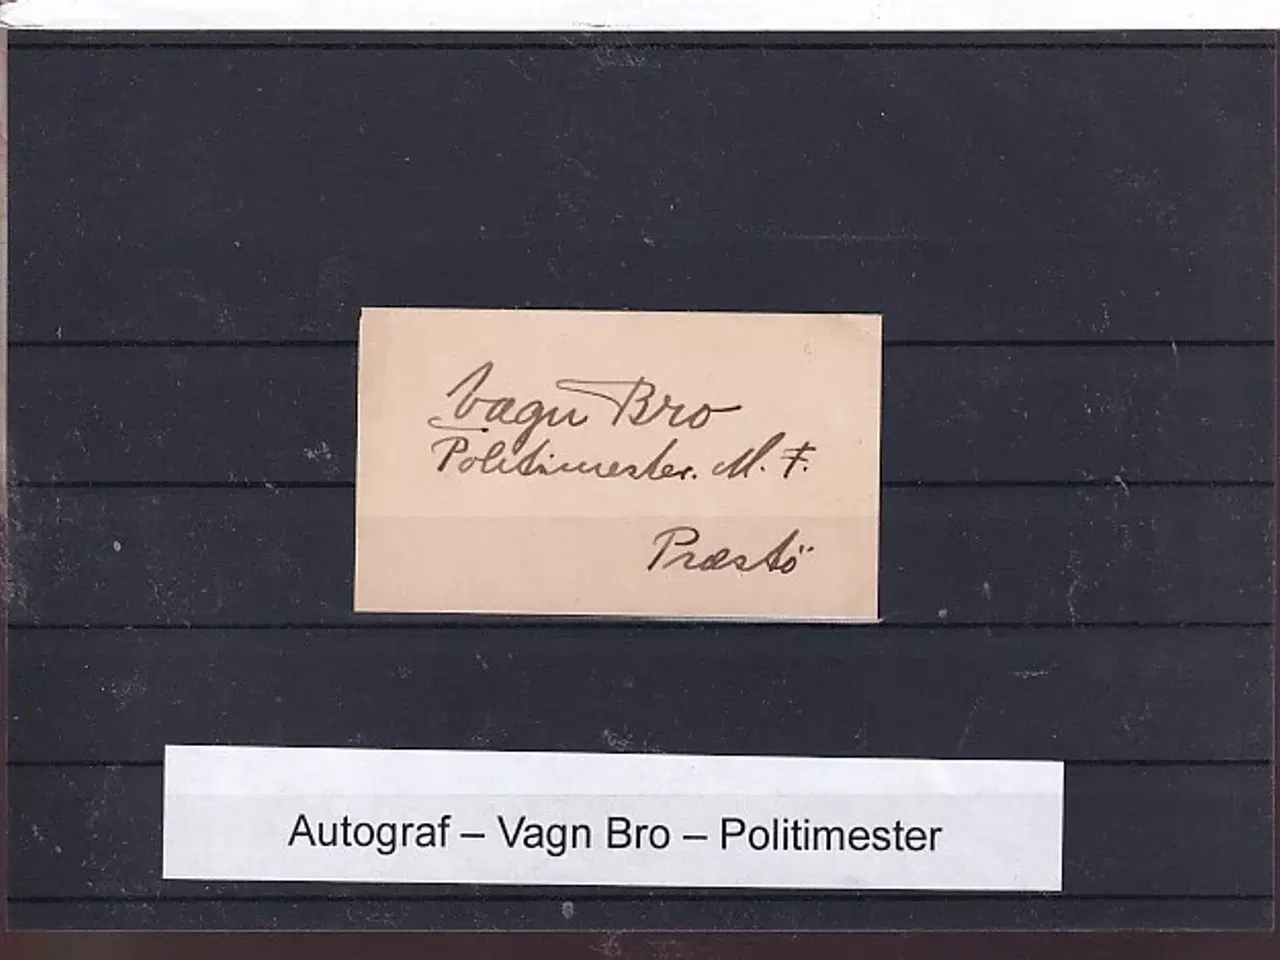 Vagn Bro
Politimester. M. F.
Præstö
Autograf – Vagn Bro – Politimester